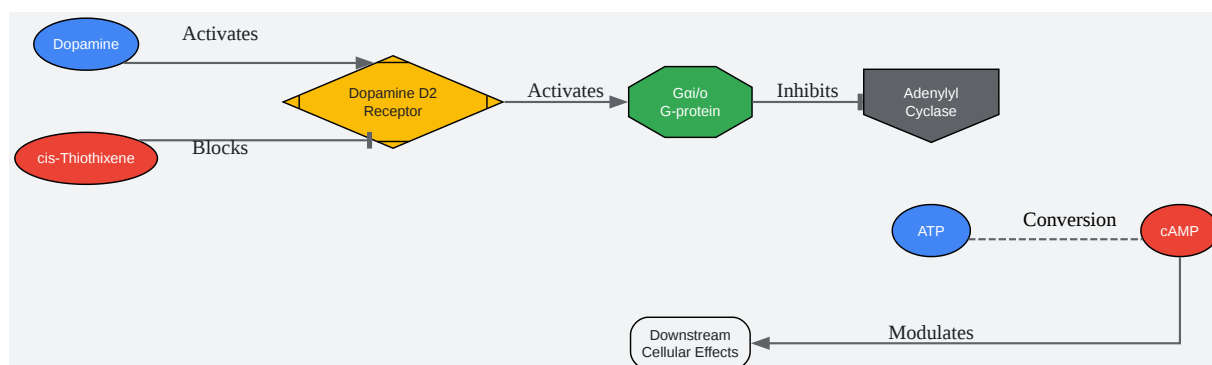 Activates
Dopamine
Dopamine D2
Receptor
Activates
Gαi/o
G-protein
Inhibits
Adenylyl
Cyclase
Blocks
cis-Thiothixene
Conversion
ATP
cAMP
Downstream
Cellular Effects
Modulates